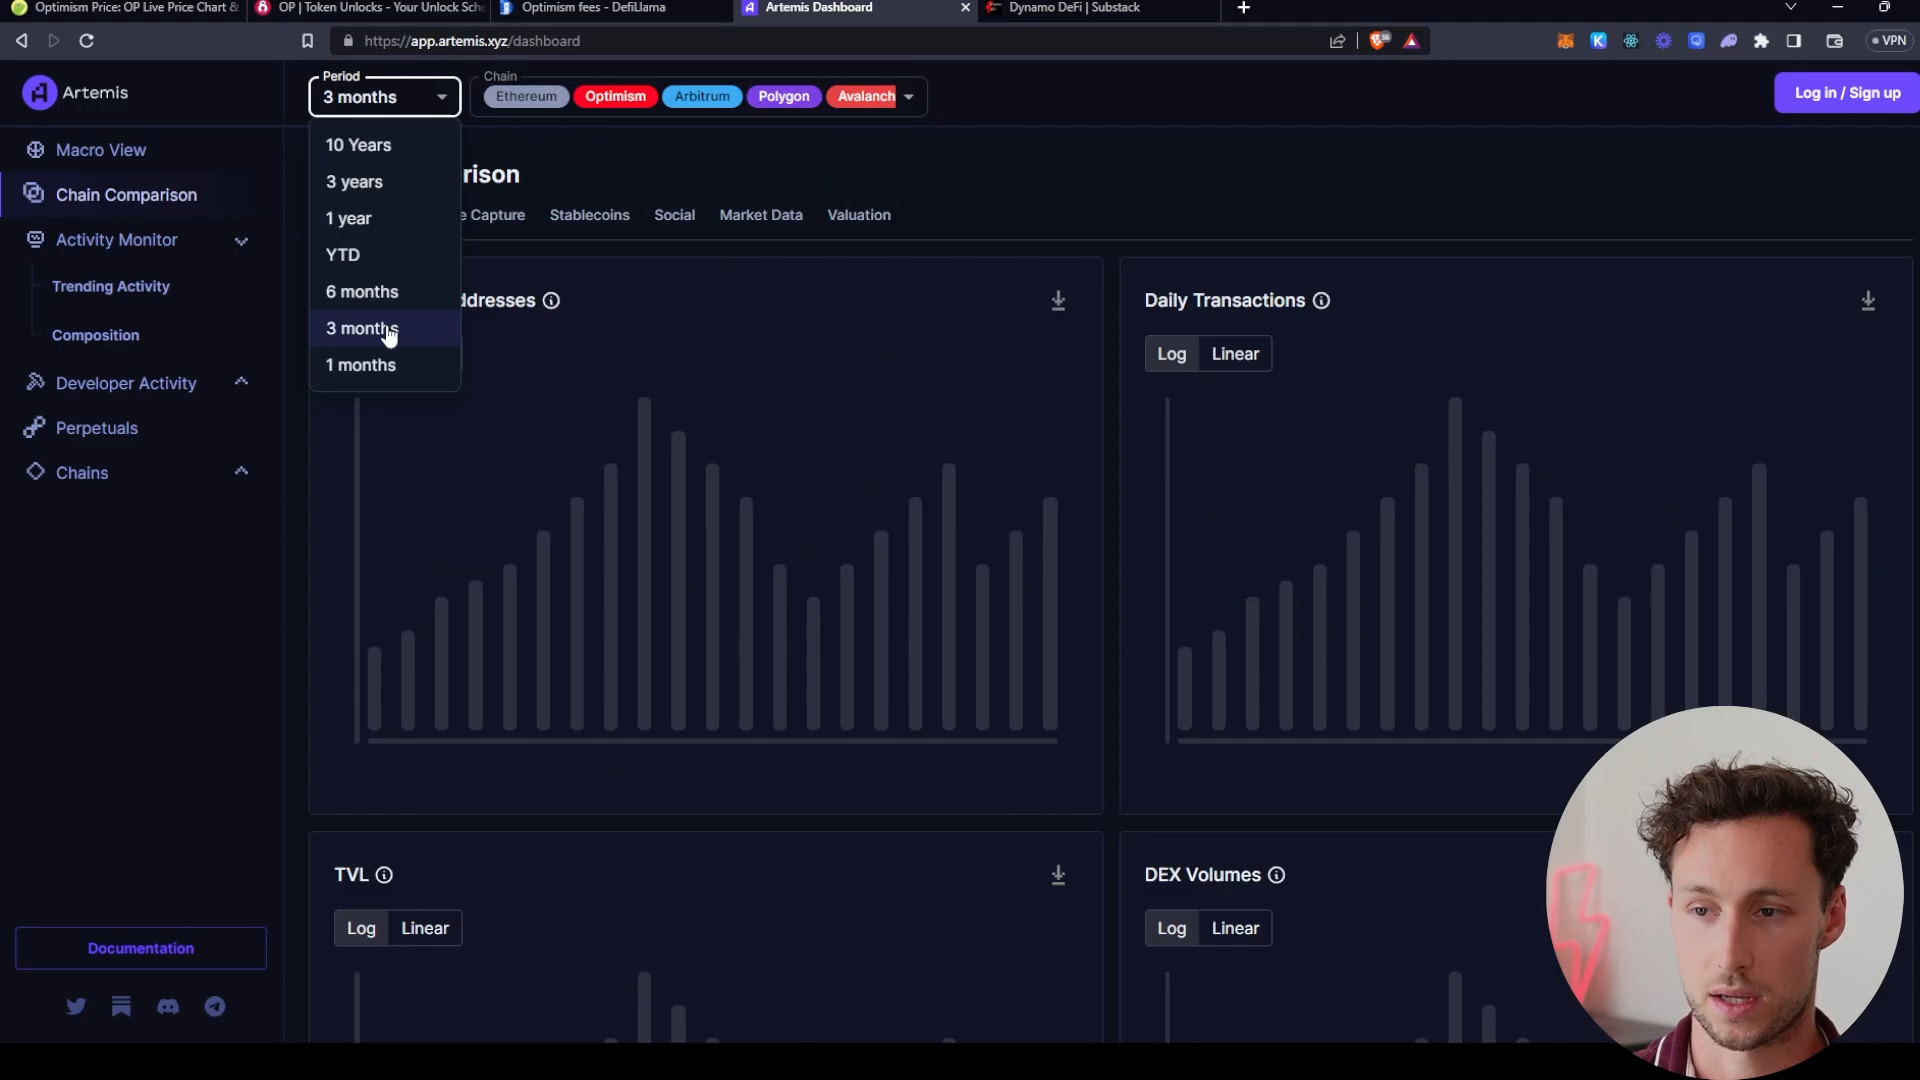 Optimism Price: OP Live Price Chart &
OP | Token Unlocks - Your Unlock Sche
Optimism fees - DefiLlama
Artemis Dashboard
Dynamo DeFi | Substack
https://app.artemis.xyz/dashboard
VPN
Artemis
Period
3 months
Chain
Ethereum
Optimism
Arbitrum
Polygon
Avalanch
Log in / Sign up
Macro View
Chain Comparison
Activity Monitor
Trending Activity
Composition
Developer Activity
Perpetuals
Chains
Documentation
10 Years
3 years
1 year
YTD
6 months
3 months
1 months
rison
e Capture
Stablecoins
Social
Market Data
Valuation
ddresses
Daily Transactions
Log
Linear
TVL
Log
Linear
DEX Volumes
Log
Linear